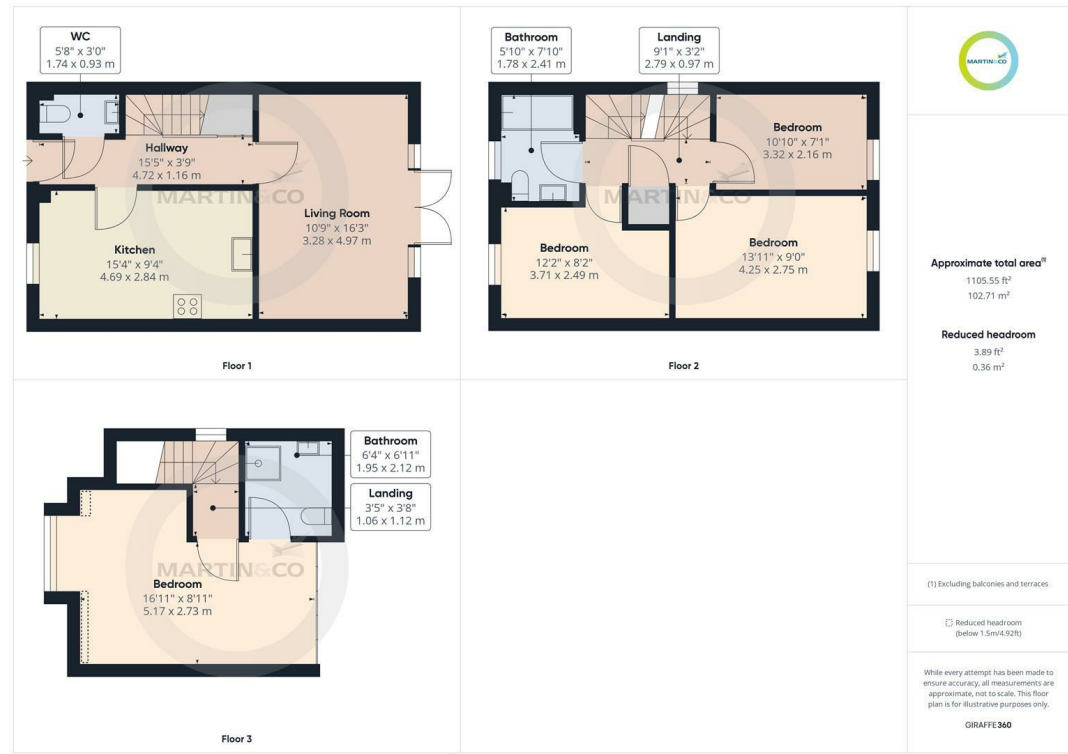 WC
5'8" x 3'0"
1.74 x 0.93 m
Hallway
15'5" x 3'9"
4.72 x 1.16 m
MARTIN&CO
Living Room
10'9" x 16'3"
3.28 x 4.97 m
Kitchen
15'4" x 9'4"
4.69 x 2.84 m
Floor 1
Bathroom
5'10" x 7'10"
1.78 x 2.41 m
Landing
9'1" x 3'2"
2.79 x 0.97 m
Bedroom
10'10" x 7'1"
3.32 x 2.16 m
MARTIN&CO
Bedroom
12'2" x 8'2"
3.71 x 2.49 m
Bedroom
13'11" x 9'0"
4.25 x 2.75 m
Floor 2
Bathroom
6'4" x 6'11"
1.95 x 2.12 m
Landing
3'5" x 3'8"
1.06 x 1.12 m
MARTIN&CO
Bedroom
16'11" x 8'11"
5.17 x 2.73 m
Floor 3
MARTIN&CO
Approximate total area(1)
1105.55 ft²
102.71 m²
Reduced headroom
3.89 ft²
0.36 m²
(1) Excluding balconies and terraces
Reduced headroom
(below 1.5m/4.92ft)
While every attempt has been made to
ensure accuracy, all measurements are
approximate, not to scale. This floor
plan is for illustrative purposes only.
GIRAFFE360